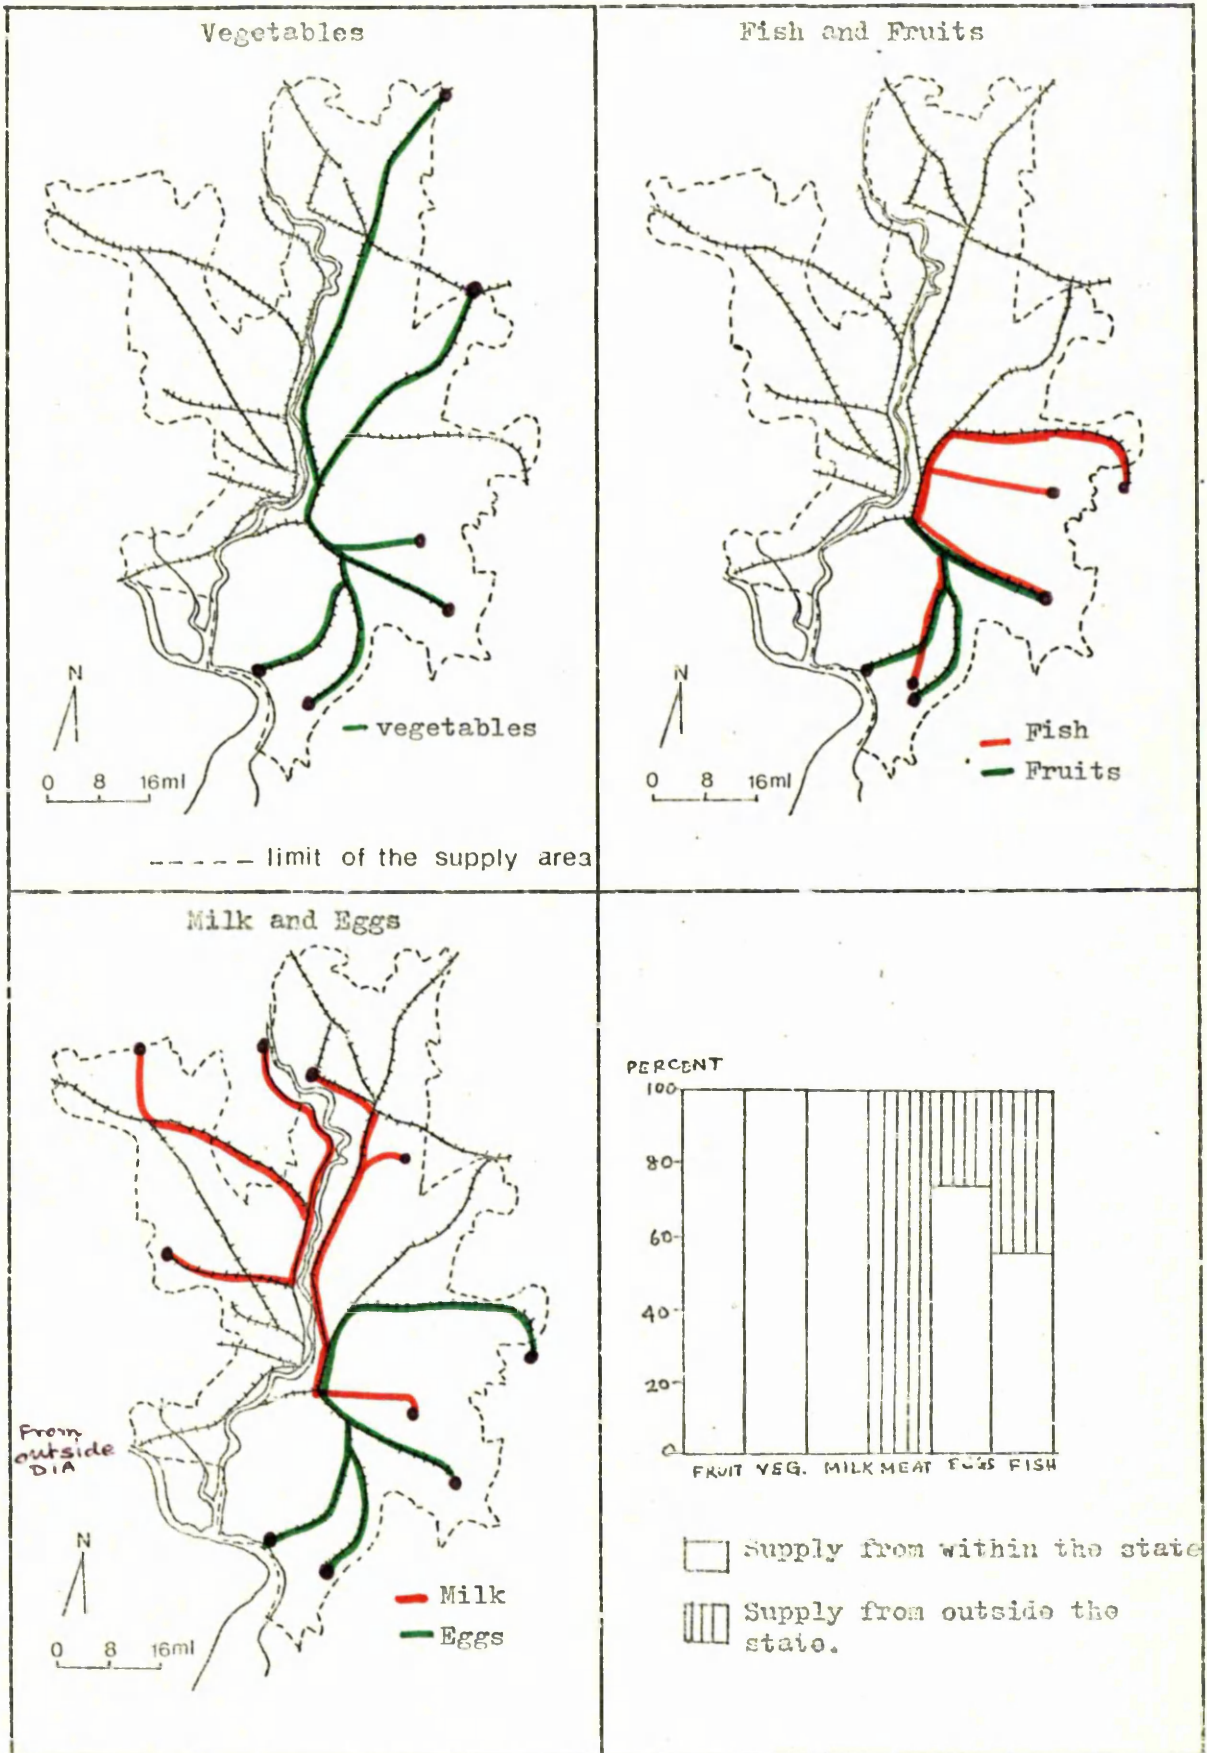 Vegetables
N
0 8 16ml
vegetables
limit of the supply area
Fish and Fruits
N
0 8 16ml
Fish
Fruits
Milk and Eggs
From
outside
DIA
N
0 8 16ml
Milk
Eggs
PERCENT
100
80
60
40
20
0
FRUIT VEG. MILK MEAT EGGS FISH
Supply from within the state
Supply from outside the
state.